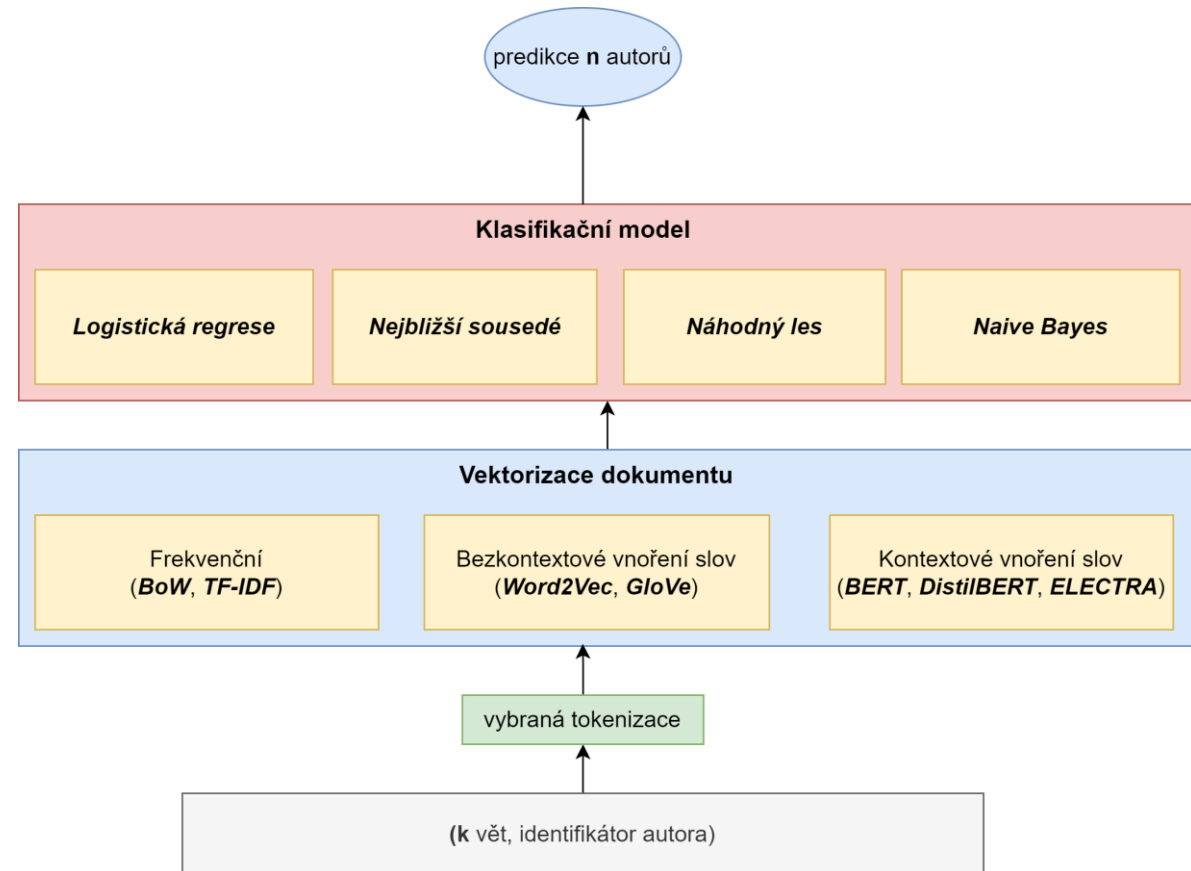 predikce n autorů
Klasifikační model
Logistická regrese
Nejbližší sousedé
Náhodný les
Naive Bayes
Vektorizace dokumentu
Frekvenční
(BoW, TF-IDF)
Bezkontextové vnoření slov
(Word2Vec, GloVe)
Kontextové vnoření slov
(BERT, DistilBERT, ELECTRA)
vybraná tokenizace
(k vět, identifikátor autora)